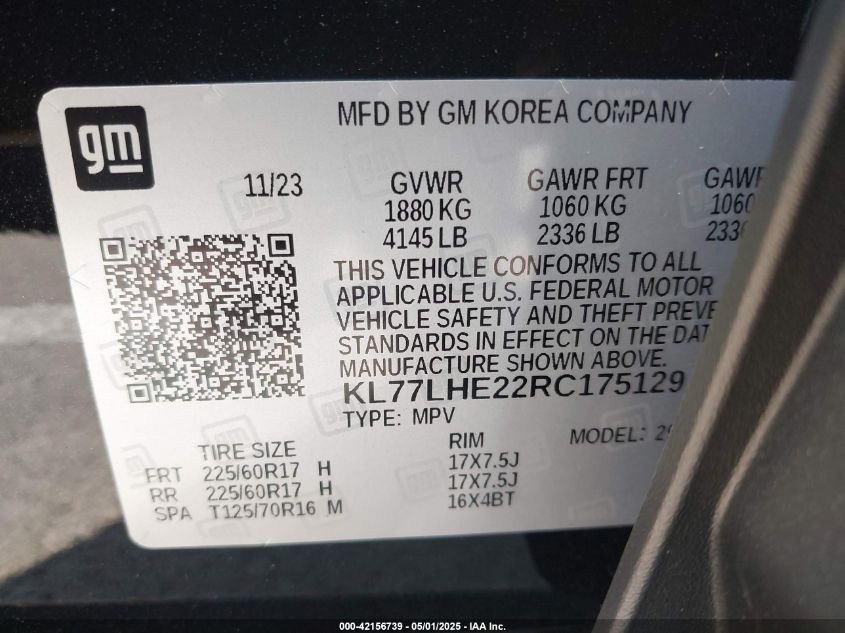 gm
MFD BY GM KOREA COMPANY
11/23
GVWR GAWR FRT
1880 KG 1060 KG 1060
4145 LB 2336 LB
THIS VEHICLE CONFORMS TO ALL
APPLICABLE U.S. FEDERAL MOTOR
VEHICLE SAFETY AND THEFT
STANDARDS IN EFFECT ON THE
MANUFACTURE SHOWN ABOVE.
KL77LHE22RC175129
TYPE: MPV
MODEL:
TIRE SIZE RIM
FRT 225/60R17 H 17X7.5J
RR 225/60R17 H 17X7.5J
SPA T125/70R16 M 16X4BT
000-42156739 - 05/01/2025 - IAA Inc.